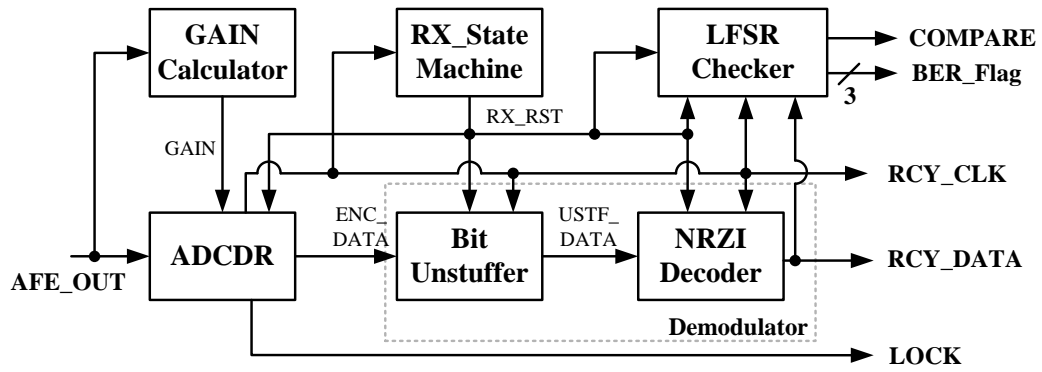 GAIN
Calculator
RX_State
Machine
LFSR
Checker
COMPARE
BER_Flag
3
RX_RST
GAIN
RCY_CLK
ENC_
DATA
USTF_
DATA
ADCDR
Bit
Unstuffer
NRZI
Decoder
AFE_OUT
RCY_DATA
Demodulator
LOCK